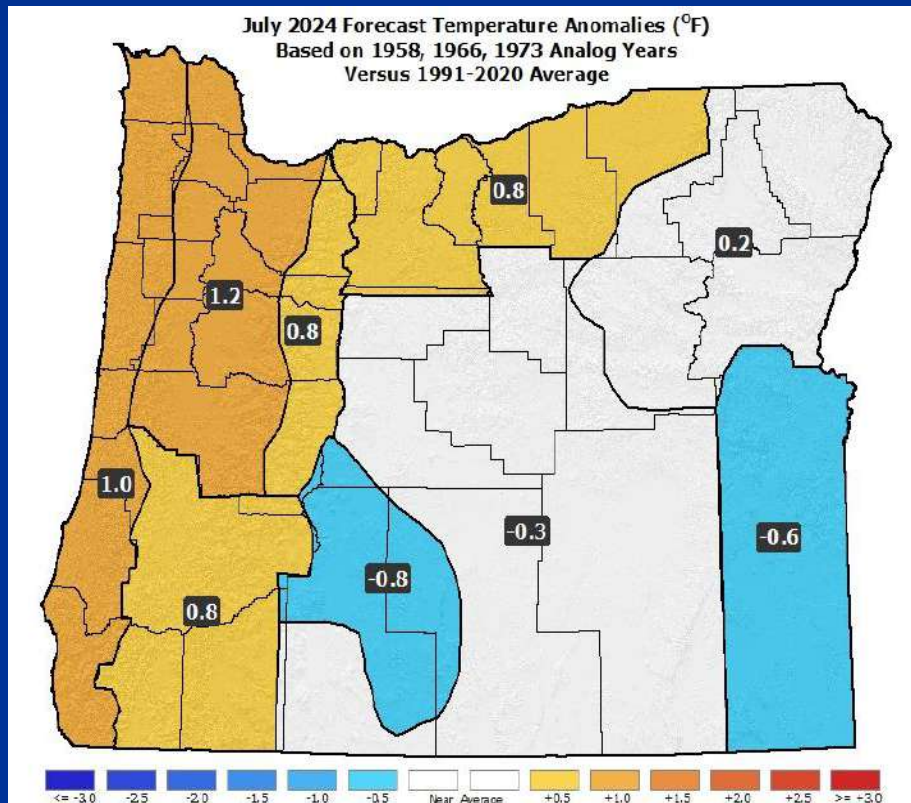 July 2024 Forecast Temperature Anomalies (°F)
Based on 1958, 1966, 1973 Analog Years
Versus 1991-2020 Average
0.8
0.2
1.2
0.8
1.0
-0.3
-0.6
-0.8
0.8
<= -3.0 -2.5 -2.0 -1.5 -1.0 -0.5 Near Average +0.5 +1.0 +1.5 +2.0 +2.5 >= +3.0